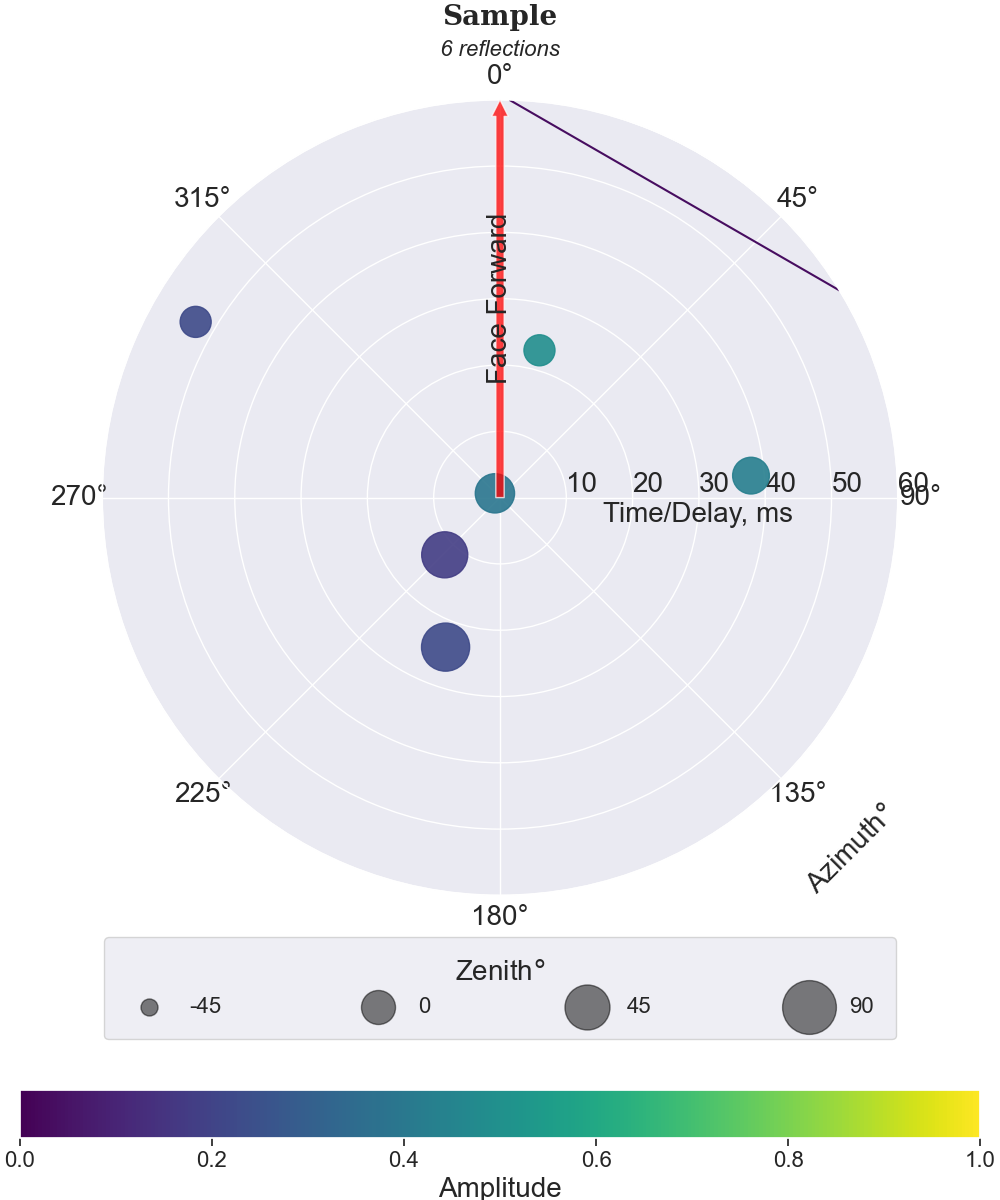 Sample
6 reflections
0°
315°
45°
Face Forward
270°
10 20 30 40 50 60
90°
Time/Delay, ms
225°
135°
Azimuth°
180°
Zenith°
-45 0 45 90
0.0 0.2 0.4 0.6 0.8 1.0
Amplitude